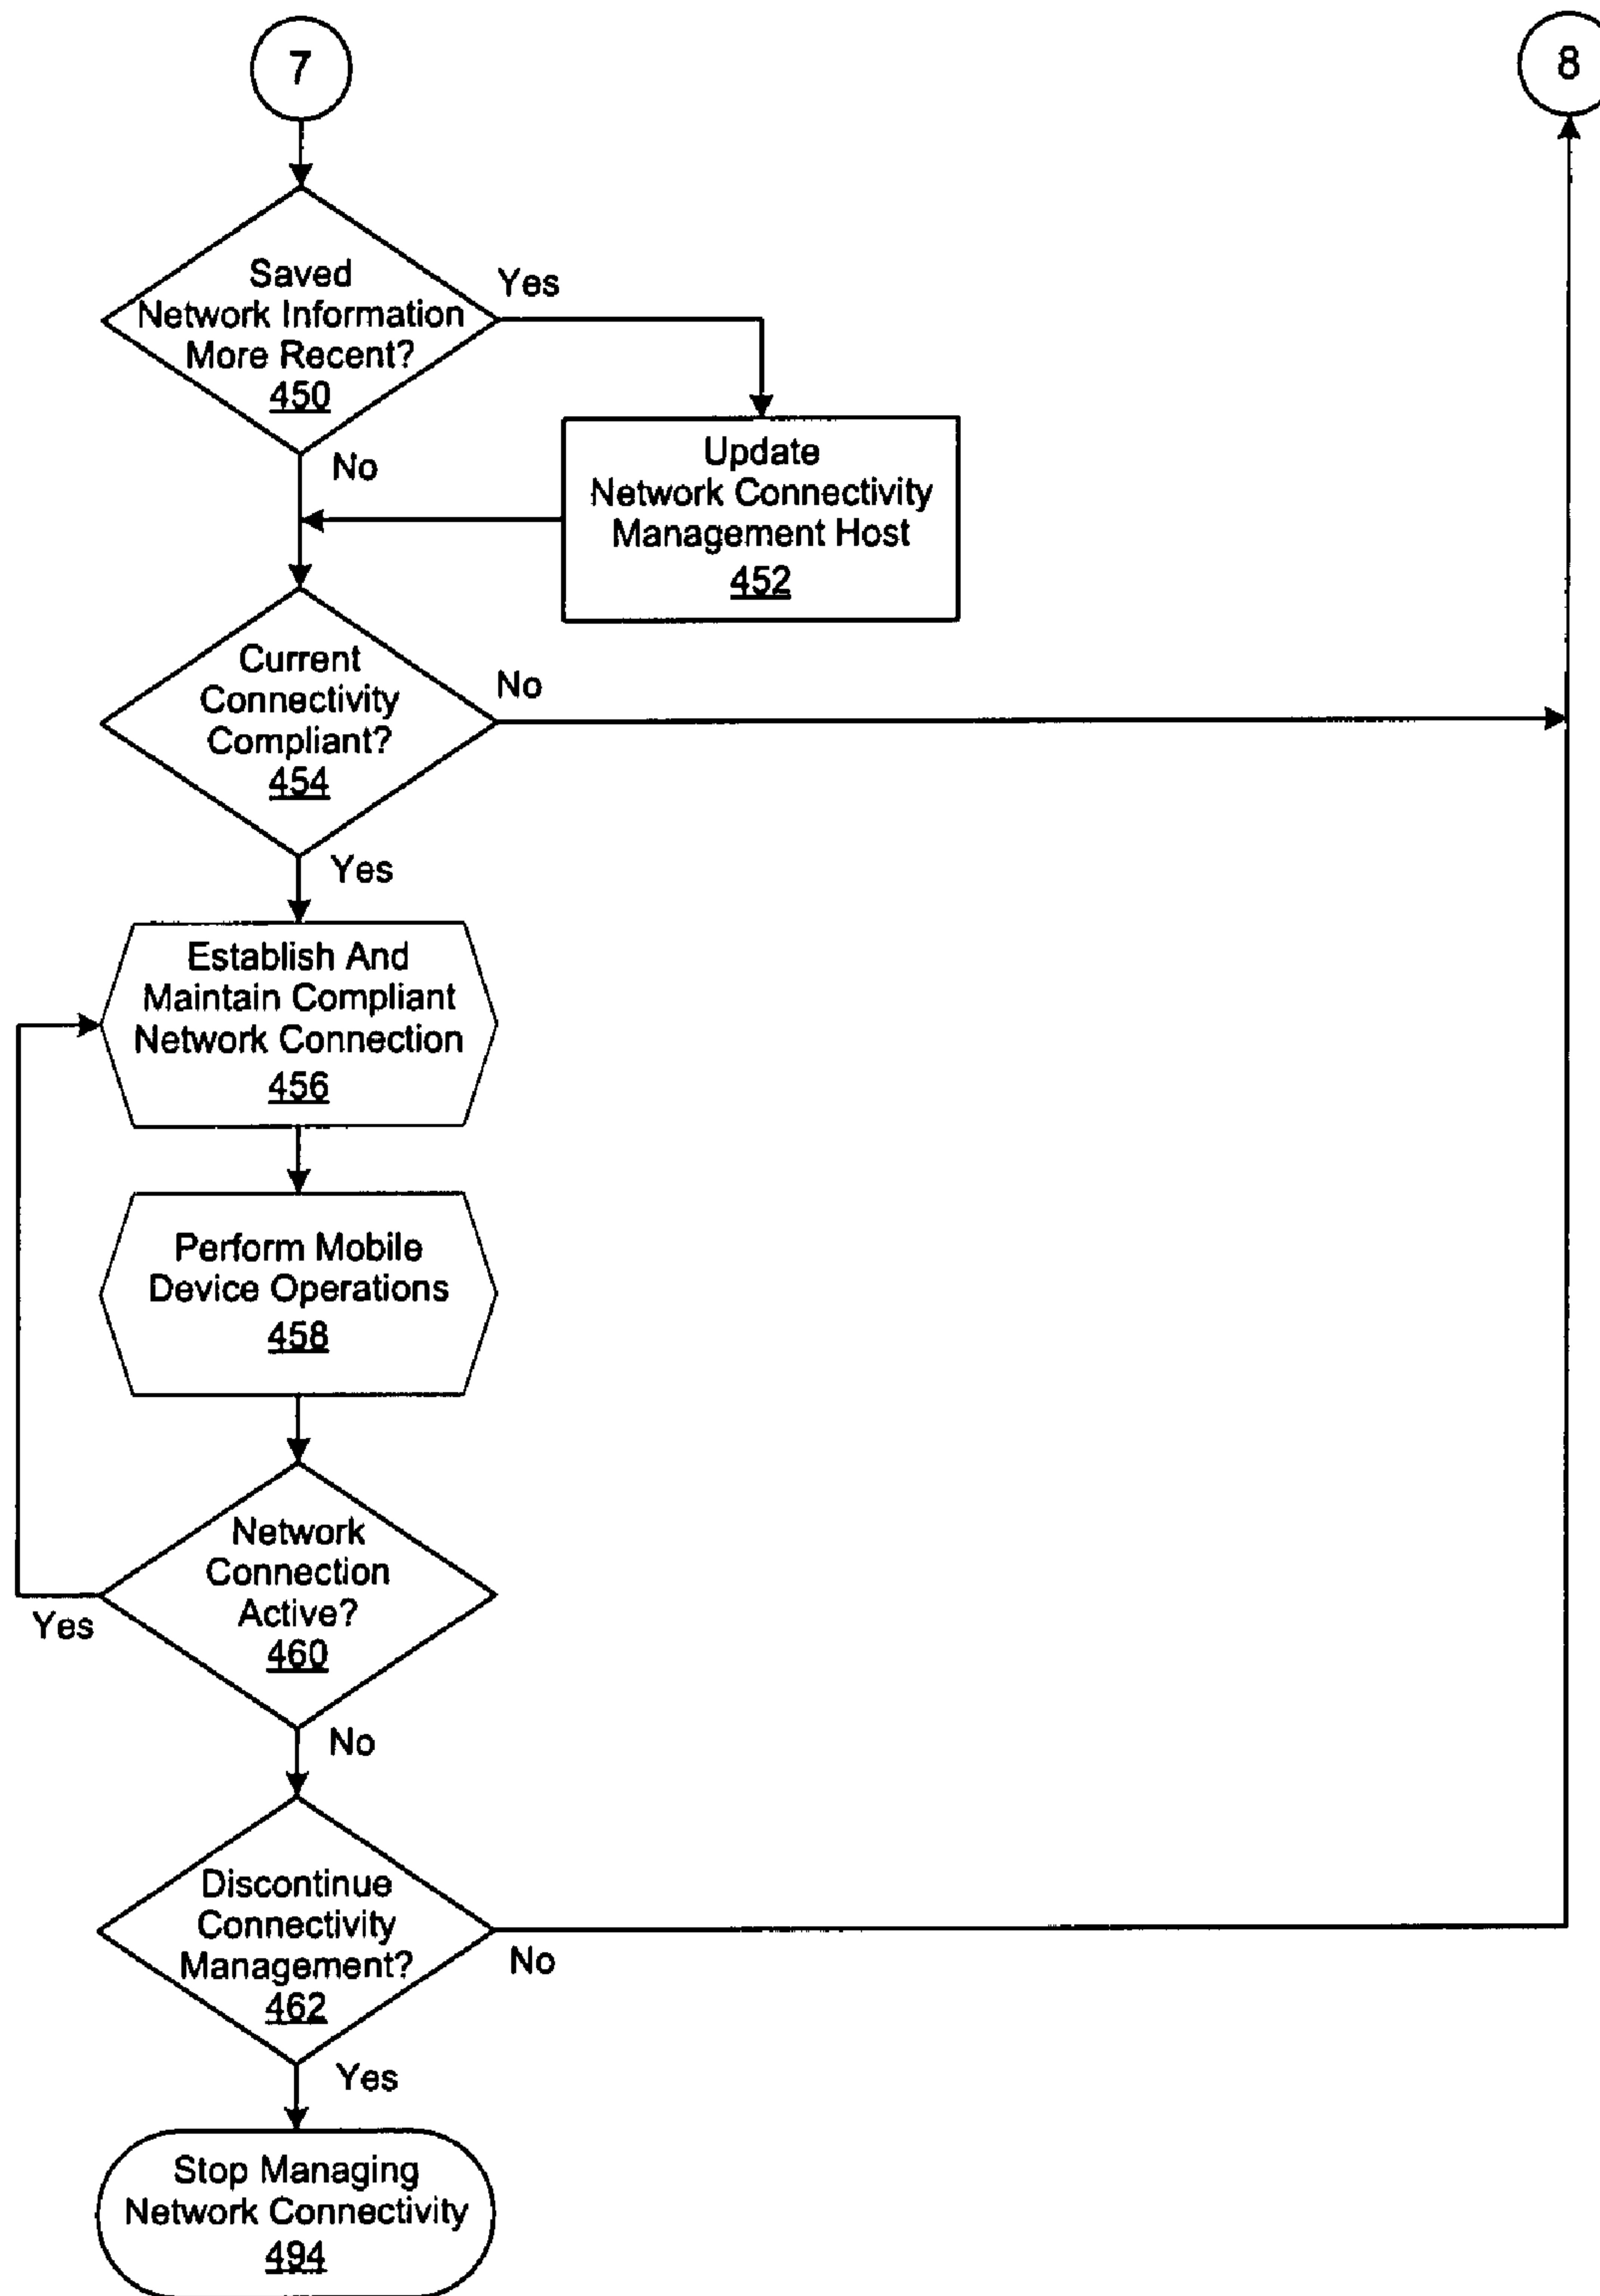 7
8
Saved
Network Information
More Recent?
450
Yes
No
Update
Network Connectivity
Management Host
452
Current
Connectivity
Compliant?
454
No
Yes
Establish And
Maintain Compliant
Network Connection
456
Perform Mobile
Device Operations
458
Network
Connection
Active?
460
Yes
No
Discontinue
Connectivity
Management?
462
No
Yes
Stop Managing
Network Connectivity
494